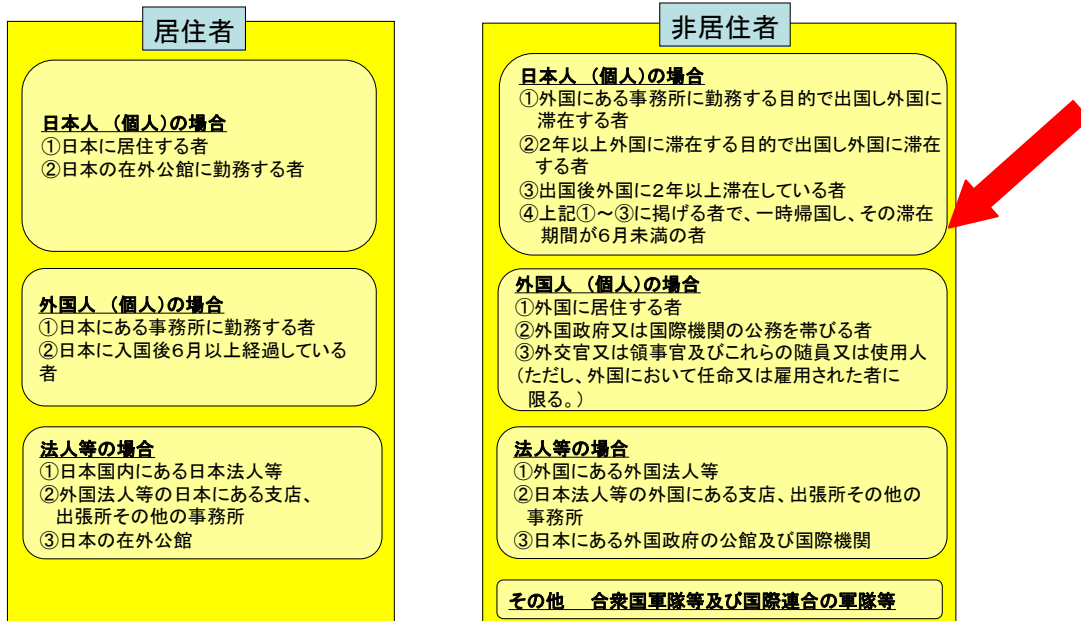 居住者
日本人 （個人）の場合
①日本に居住する者
②日本の在外公館に勤務する者
外国人 （個人）の場合
①日本にある事務所に勤務する者
②日本に入国後６月以上経過している
者
法人等の場合
①日本国内にある日本法人等
②外国法人等の日本にある支店、
出張所その他の事務所
③日本の在外公館
非居住者
日本人 （個人）の場合
①外国にある事務所に勤務する目的で出国し外国に
滞在する者
②２年以上外国に滞在する目的で出国し外国に滞在
する者
③出国後外国に２年以上滞在している者
④上記①～③に掲げる者で、一時帰国し、その滞在
期間が６月未満の者
外国人 （個人）の場合
①外国に居住する者
②外国政府又は国際機関の公務を帯びる者
③外交官又は領事官及びこれらの随員又は使用人
（ただし、外国において任命又は雇用された者に
限る。）
法人等の場合
①外国にある外国法人等
②日本法人等の外国にある支店、出張所その他の
事務所
③日本にある外国政府の公館及び国際機関
その他 合衆国軍隊等及び国際連合の軍隊等